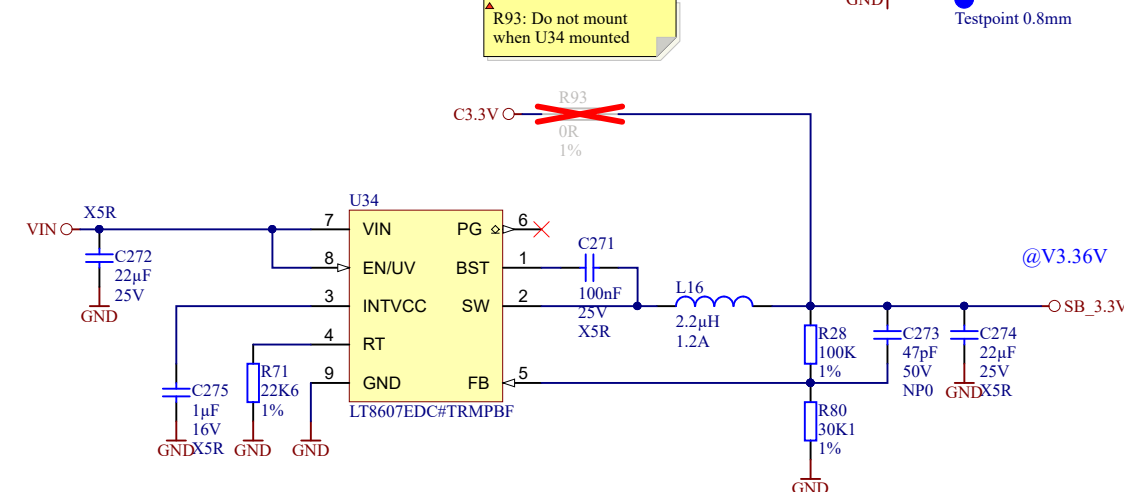 GND
R93: Do not mount
when U34 mounted
Testpoint 0.8mm
C3.3V
R93
0R
1%
U34
VIN
X5R
C272
22µF
25V
GND
7 VIN
8 EN/UV
3 INTVCC
4 RT
9 GND
PG 6
BST 1
SW 2
FB 5
LT8607EDC#TRMPBF
C271
100nF
25V
X5R
L16
2.2µH
1.2A
@V3.36V
SB_3.3V
R28
100K
1%
C273
47pF
50V
NP0
C274
22µF
25V
X5R
GND
R80
30K1
1%
GND
C275
1µF
16V
X5R
GND
R71
22K6
1%
GND
GND